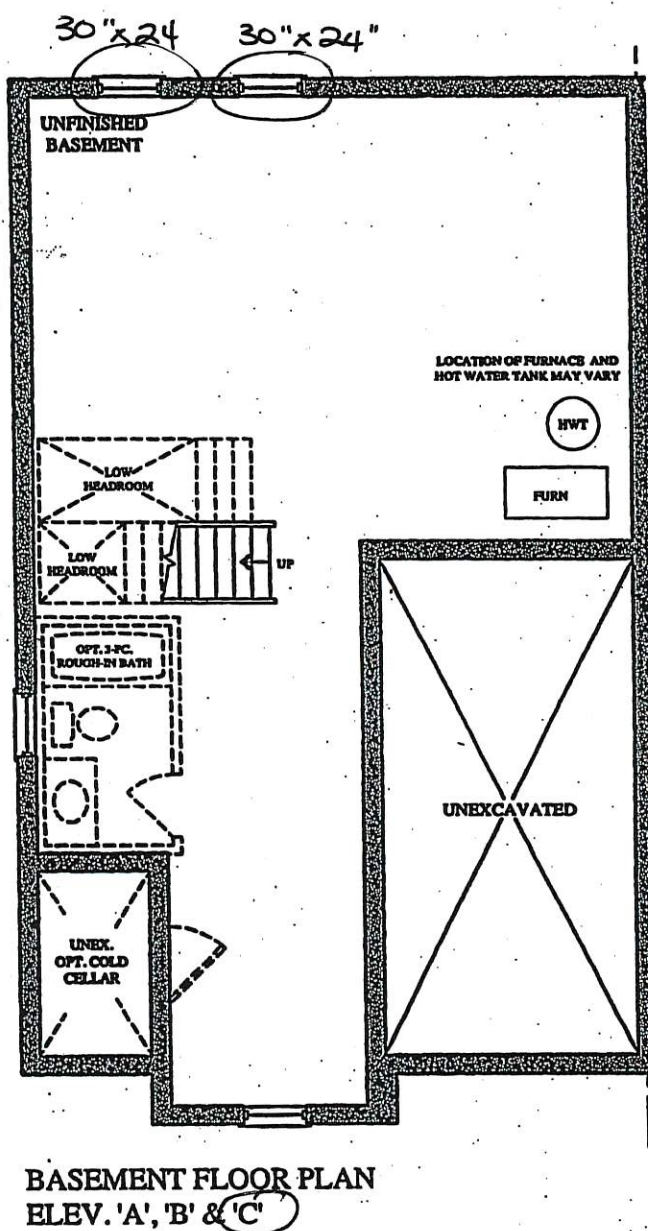 30"x24 30"x24"
UNFINISHED
BASEMENT
LOCATION OF FURNACE AND
HOT WATER TANK MAY VARY
HWT
FURN
LOW
HEADROOM
LOW
HEADROOM
UP
OPT. 3-PC.
ROUGH-IN BATH
UNEXCAVATED
UNEX.
OPT. COLD
CELLAR
BASEMENT FLOOR PLAN
ELEV. 'A', 'B' & 'C'